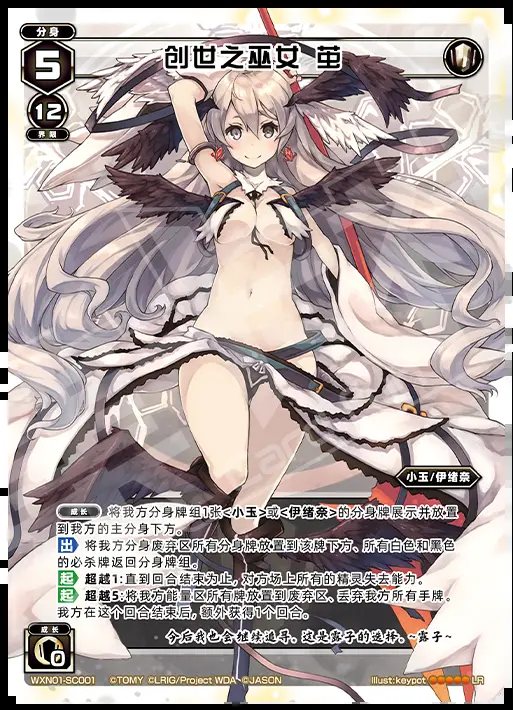 分身
创世之巫女 茧
5
12
界限
小玉/伊绪奈
成长 将我方分身牌组1张<小玉>或<伊绪奈>的分身牌展示并放置
到我方的主分身下方。
出 将我方分身废弃区所有分身牌放置到该牌下方、所有白色和黑色
的必杀牌返回分身牌组。
起 超越1:直到回合结束为止，对方场上所有的精灵失去能力。
起 超越5:将我方能量区所有牌放置到废弃区、丢弃我方所有手牌。
我方在这个回合结束后，额外获得1个回合。
今后我也会继续追寻。这是露子的选择。~露子~
成长
0
WXN01-SC001 ©TOMY ©LRIG/Project WDA ©JASON Illust:keypot LR